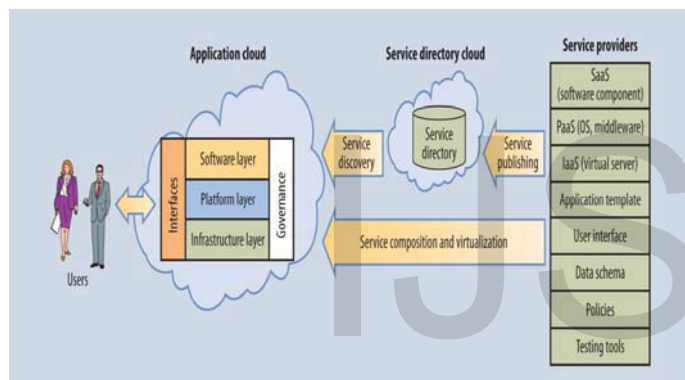 Application cloud
Service directory cloud
Service providers
Users
Interfaces
Software layer
Platform layer
Infrastructure layer
Governance
Service
discovery
Service
directory
Service
publishing
Service composition and virtualization
SaaS
(software component)
PaaS (OS, middleware)
IaaS (virtual server)
Application template
User interface
Data schema
Policies
Testing tools
IJS